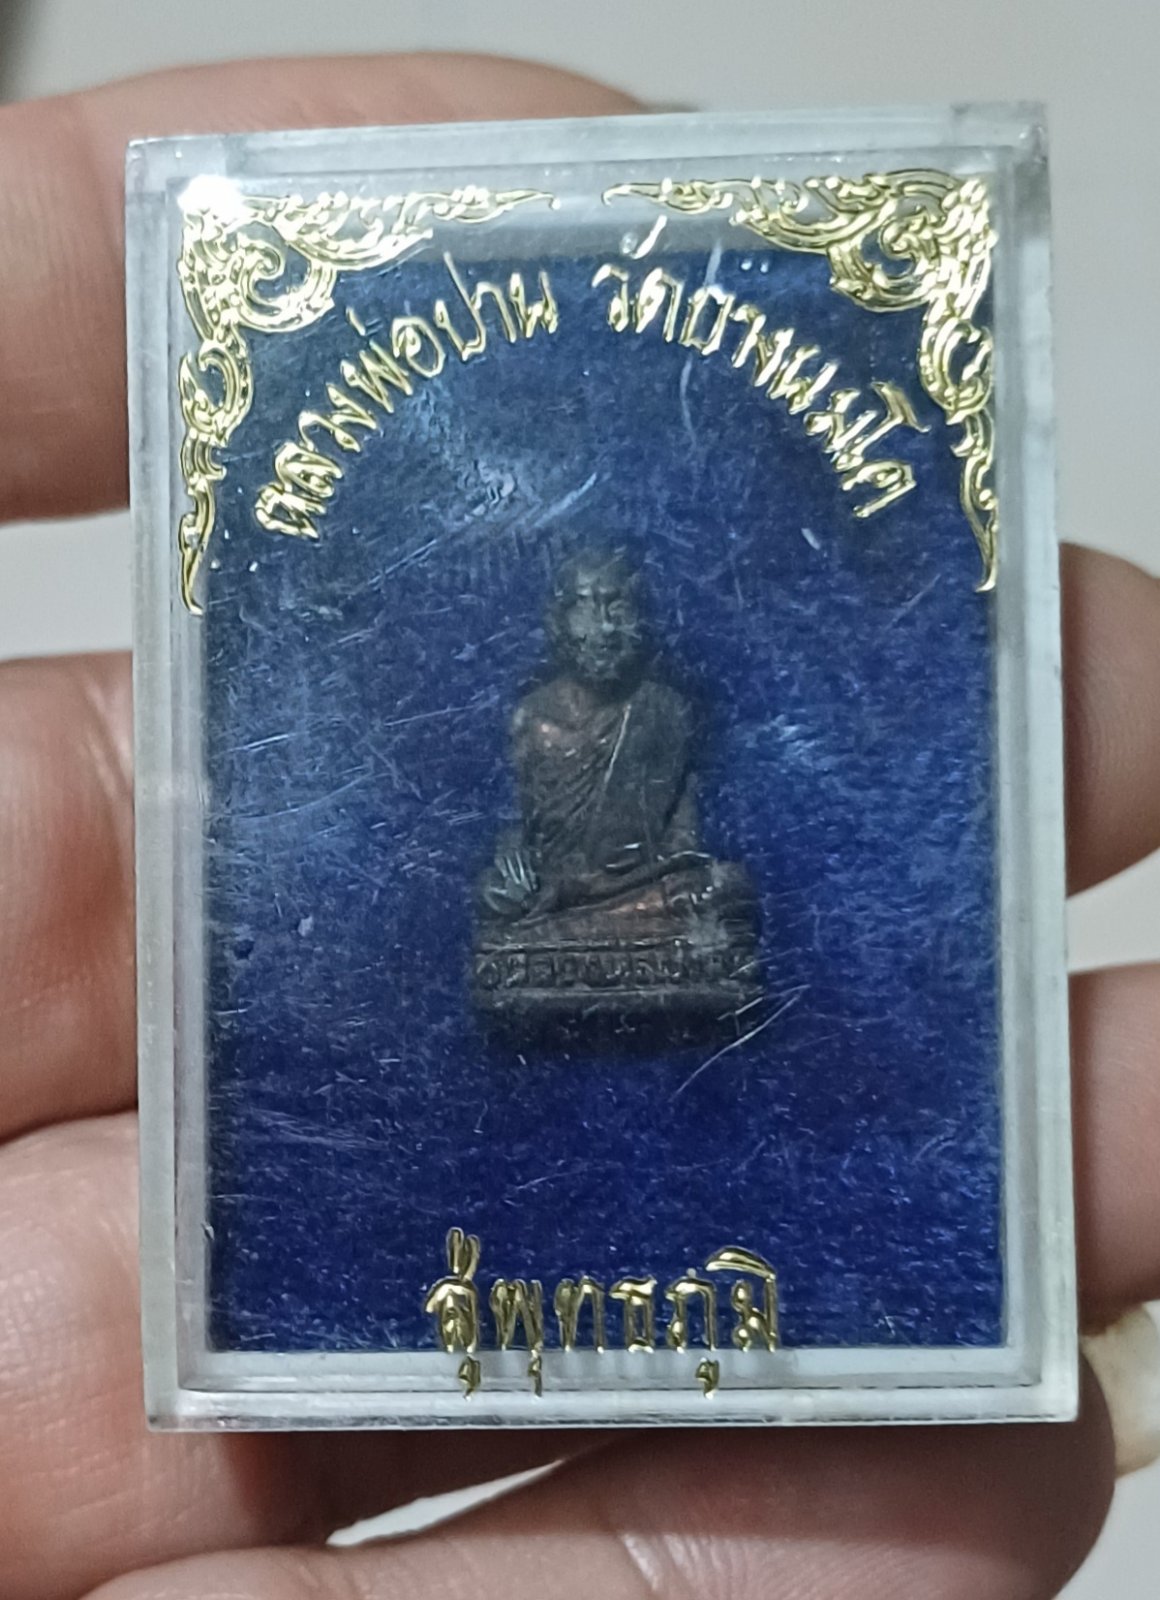 หลวงพ่อปาน วัดบางนมโค
สู่พุทธภูมิ